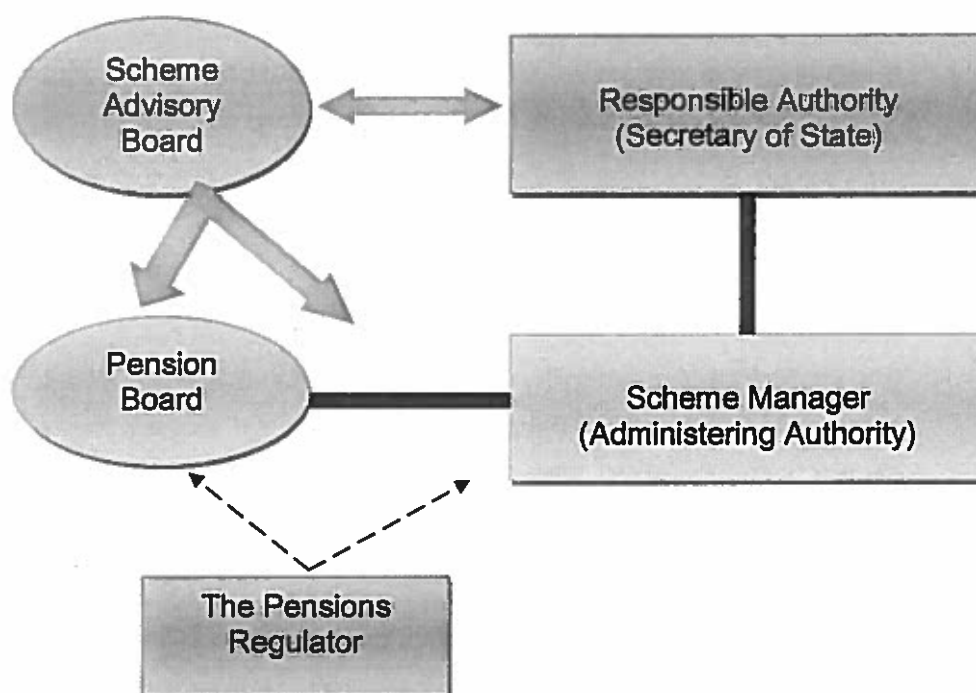 Scheme
Advisory
Board
Responsible Authority
(Secretary of State)
Pension
Board
Scheme Manager
(Administering Authority)
The Pensions
Regulator